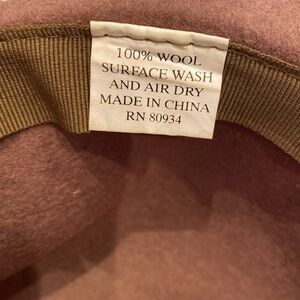 100% WOOL
SURFACE WASH
AND AIR DRY
MADE IN CHINA
RN 80934